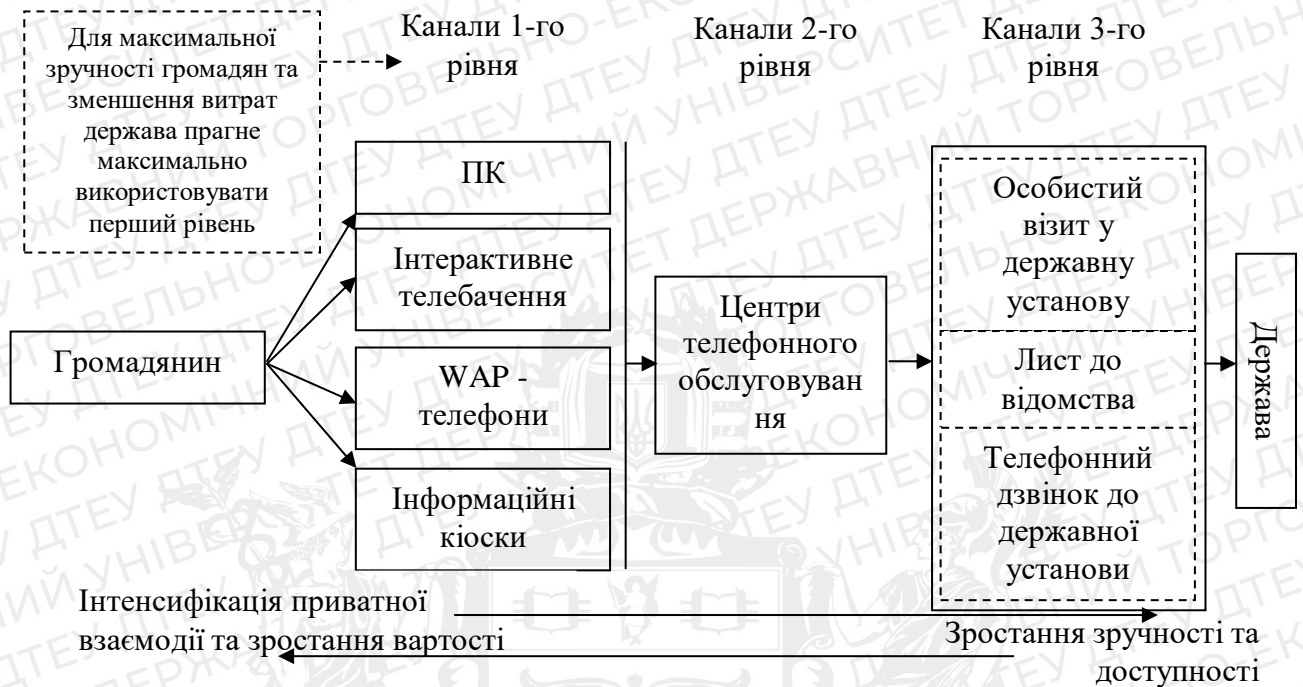 Для максимальної
зручності громадян та
зменшення витрат
держава прагне
максимально
використовувати
перший рівень
Канали 1-го
рівня
Канали 2-го
рівня
Канали 3-го
рівня
Громадянин
ПК
Інтерактивне
телебачення
WAP -
телефони
Інформаційні
кіоски
Центри
телефонного
обслуговуван
ня
Особистий
візит у
державну
установу
Лист до
відомства
Телефонний
дзвінок до
державної
установи
Держава
Інтенсифікація приватної
взаємодії та зростання вартості
Зростання зручності та
доступності